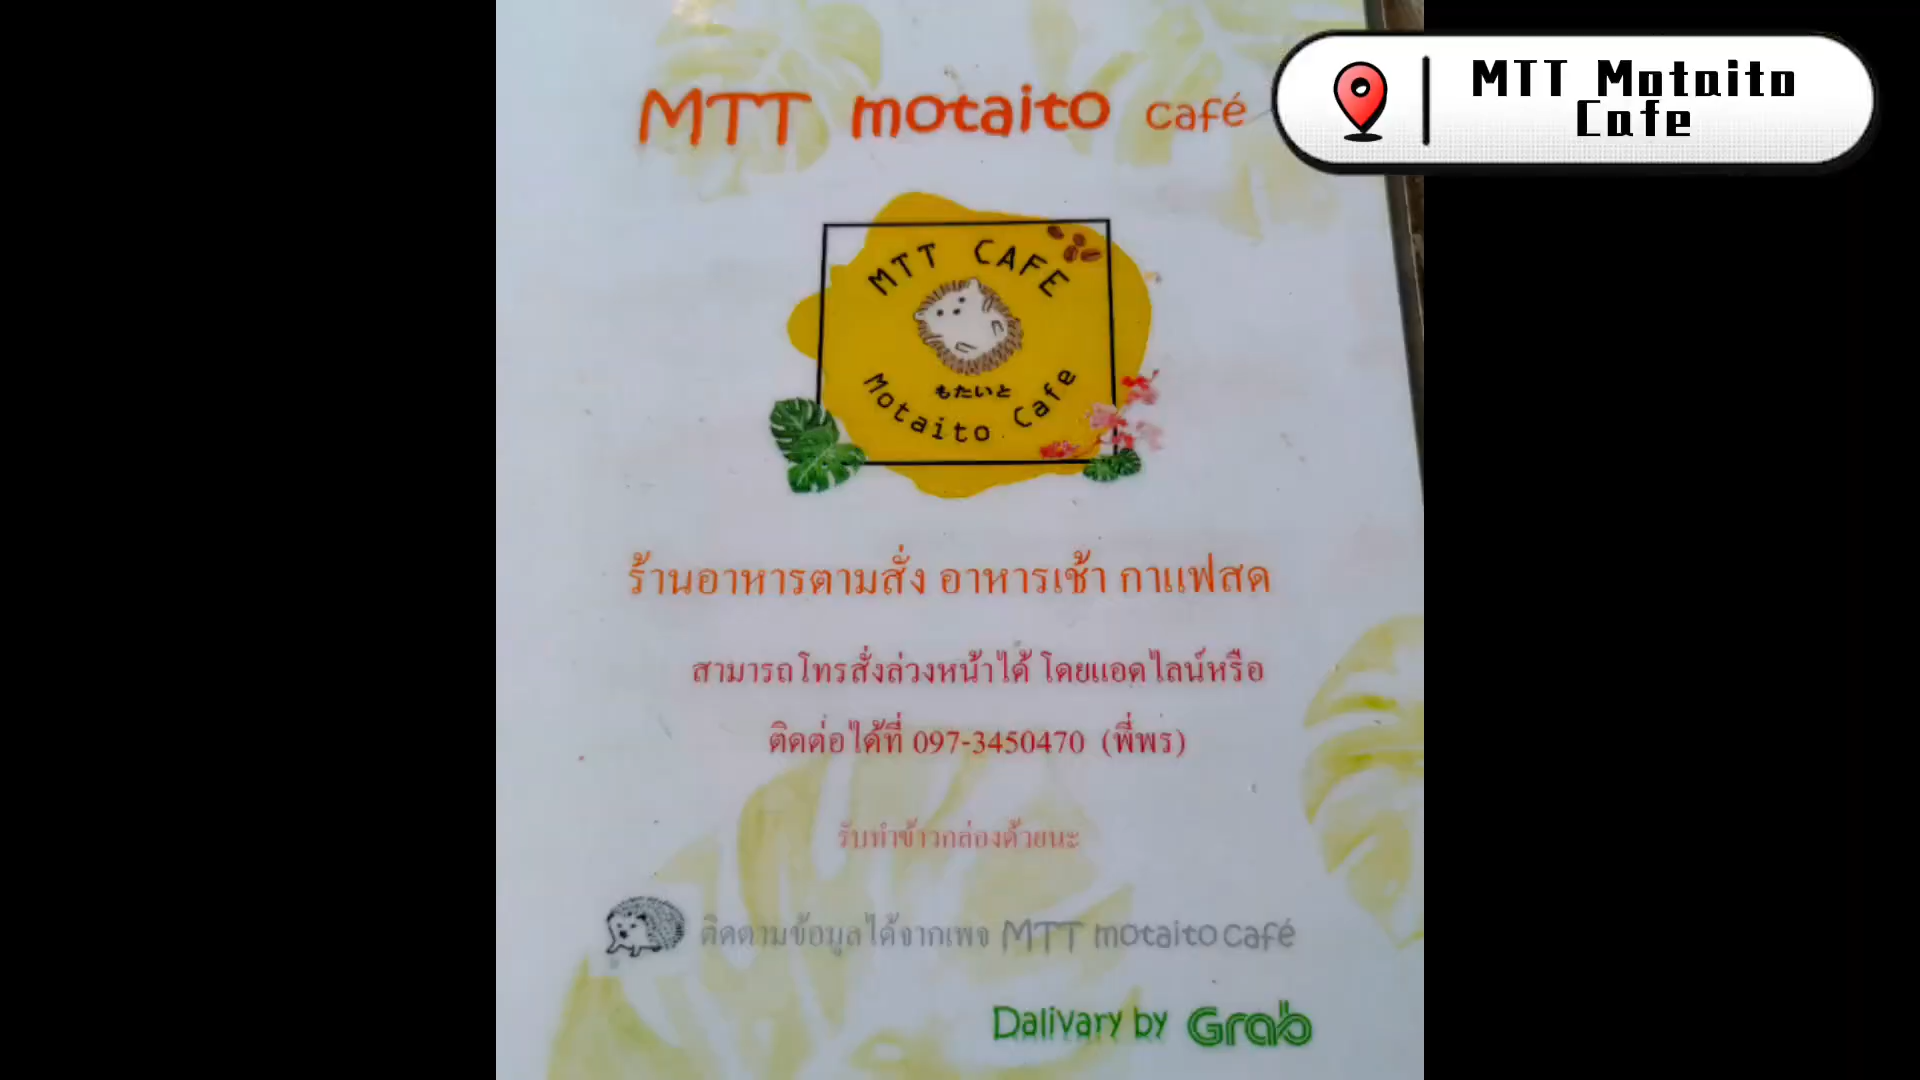 MTT motaito café
MTT Motaito
Cafe
MTT CAFE
もたいと
Motaito Cafe
ร้านอาหารตามสั่ง อาหารเช้า กาแฟสด
สามารถโทรสั่งล่วงหน้าได้ โดยแอดไลน์หรือ
ติดต่อได้ที่ 097-3450470 (พี่พร)
รับทำข้าวกล่องด้วยนะ
ติดตามข้อมูลได้จากเพจ MTT motaito café
Dalivary by Grab